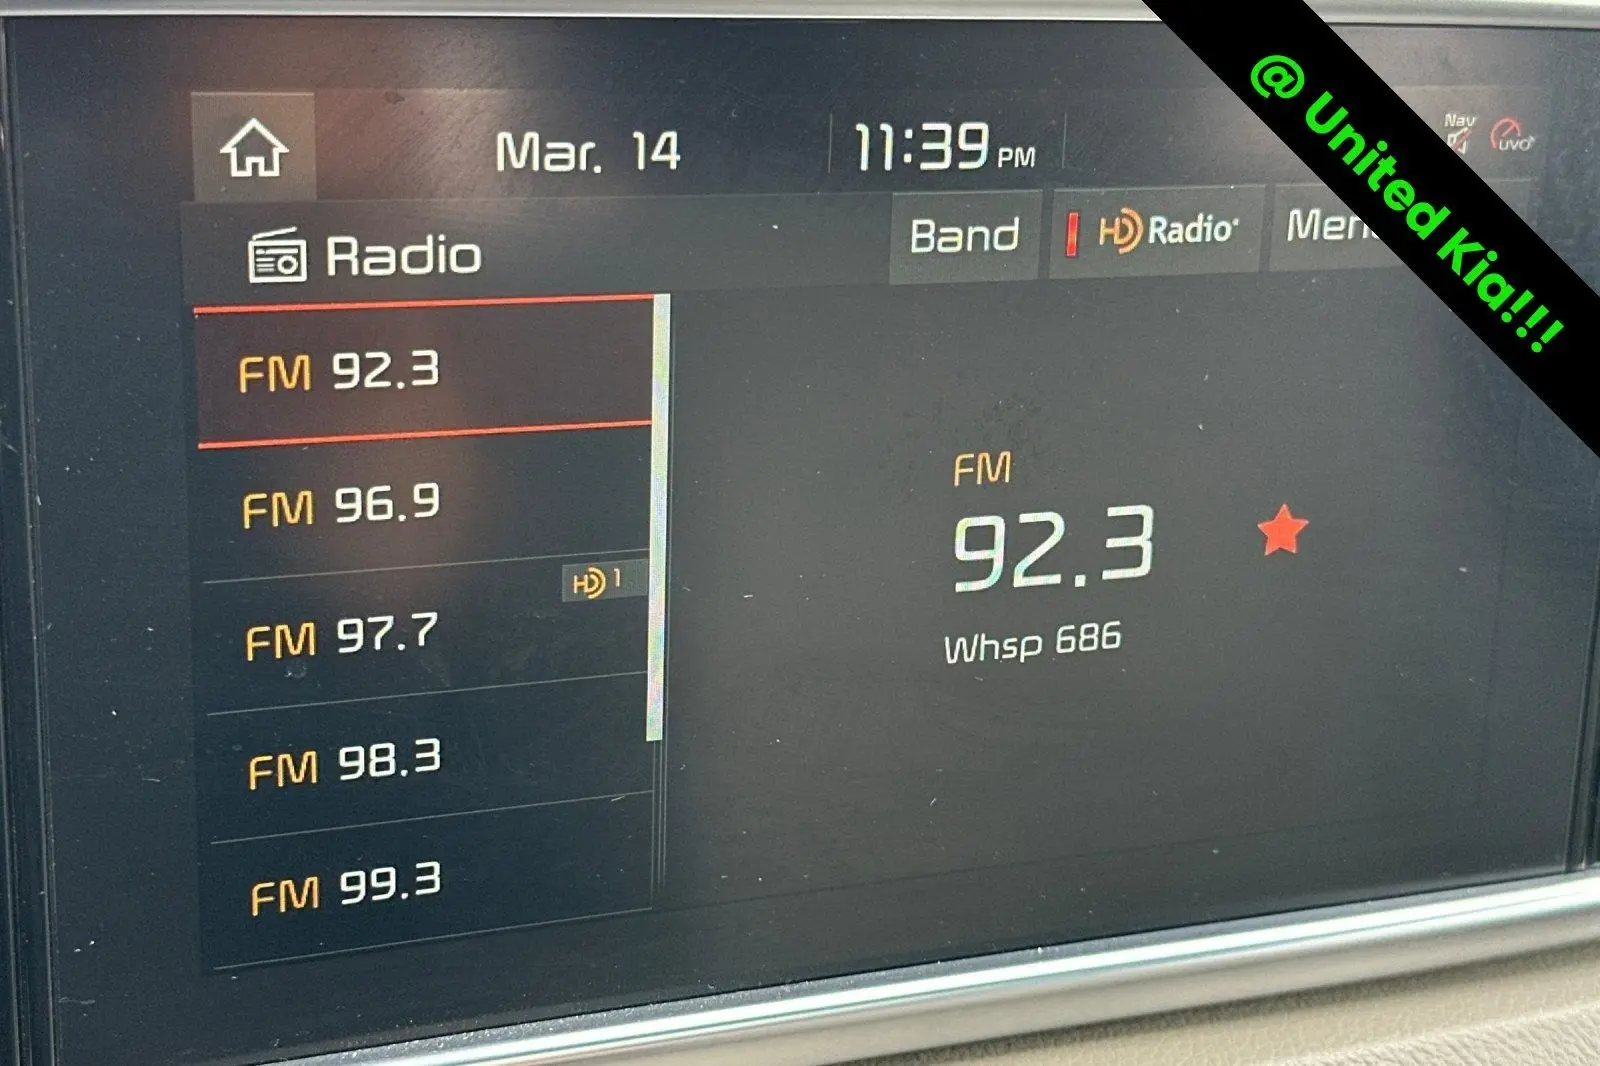 Mar. 14
11:39 PM
Nav
UVO
Radio
Band
HD Radio
FM 92.3
FM 96.9
HD 1
FM 97.7
FM 98.3
FM 99.3
FM
92.3
Whsp 686
@ United Kia!!!